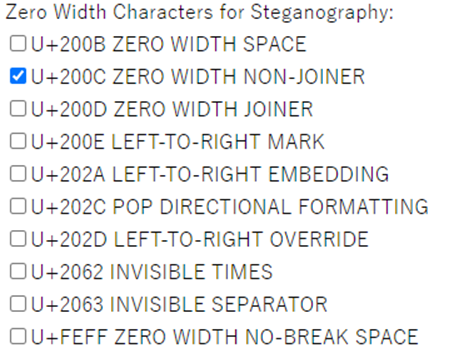 Zero Width Characters for Steganography:
U+200B ZERO WIDTH SPACE
U+200C ZERO WIDTH NON-JOINER
U+200D ZERO WIDTH JOINER
U+200E LEFT-TO-RIGHT MARK
U+202A LEFT-TO-RIGHT EMBEDDING
U+202C POP DIRECTIONAL FORMATTING
U+202D LEFT-TO-RIGHT OVERRIDE
U+2062 INVISIBLE TIMES
U+2063 INVISIBLE SEPARATOR
U+FEFF ZERO WIDTH NO-BREAK SPACE